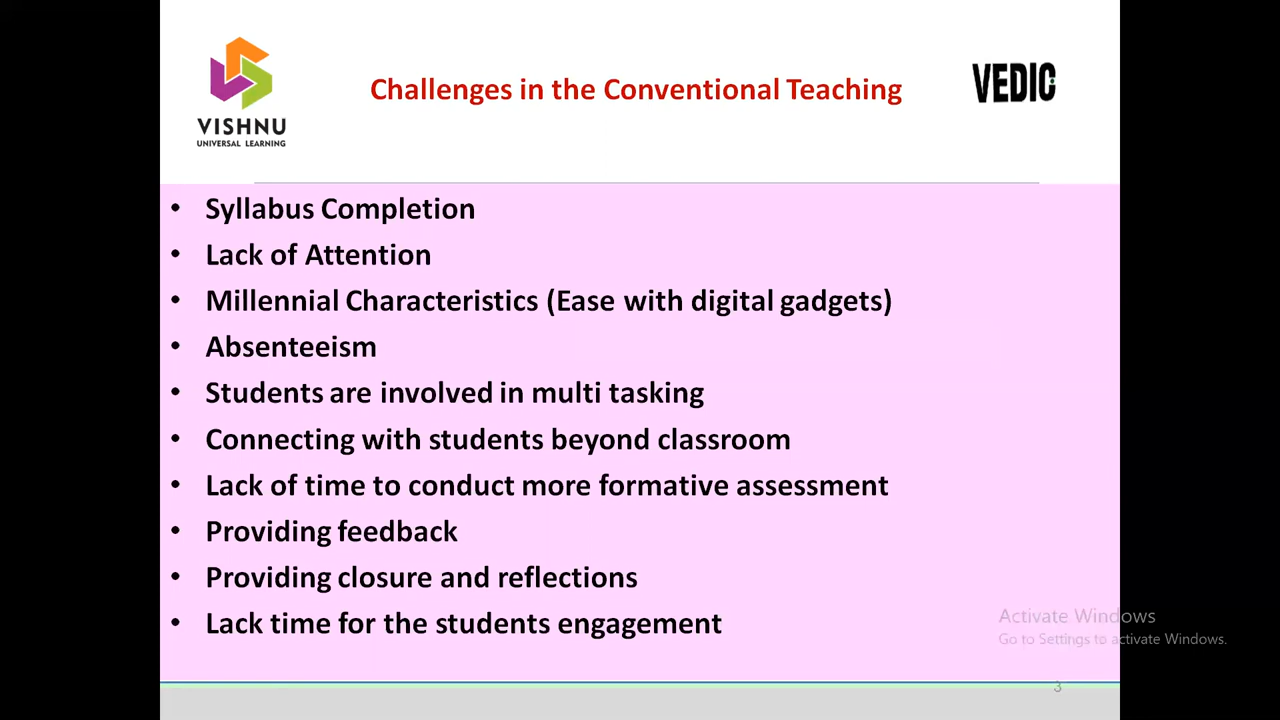 VISHNU
UNIVERSAL LEARNING
Challenges in the Conventional Teaching
VEDIC
• Syllabus Completion
• Lack of Attention
• Millennial Characteristics (Ease with digital gadgets)
• Absenteeism
• Students are involved in multi tasking
• Connecting with students beyond classroom
• Lack of time to conduct more formative assessment
• Providing feedback
• Providing closure and reflections
• Lack time for the students engagement
Activate Windows
Go to Settings to activate Windows.
3